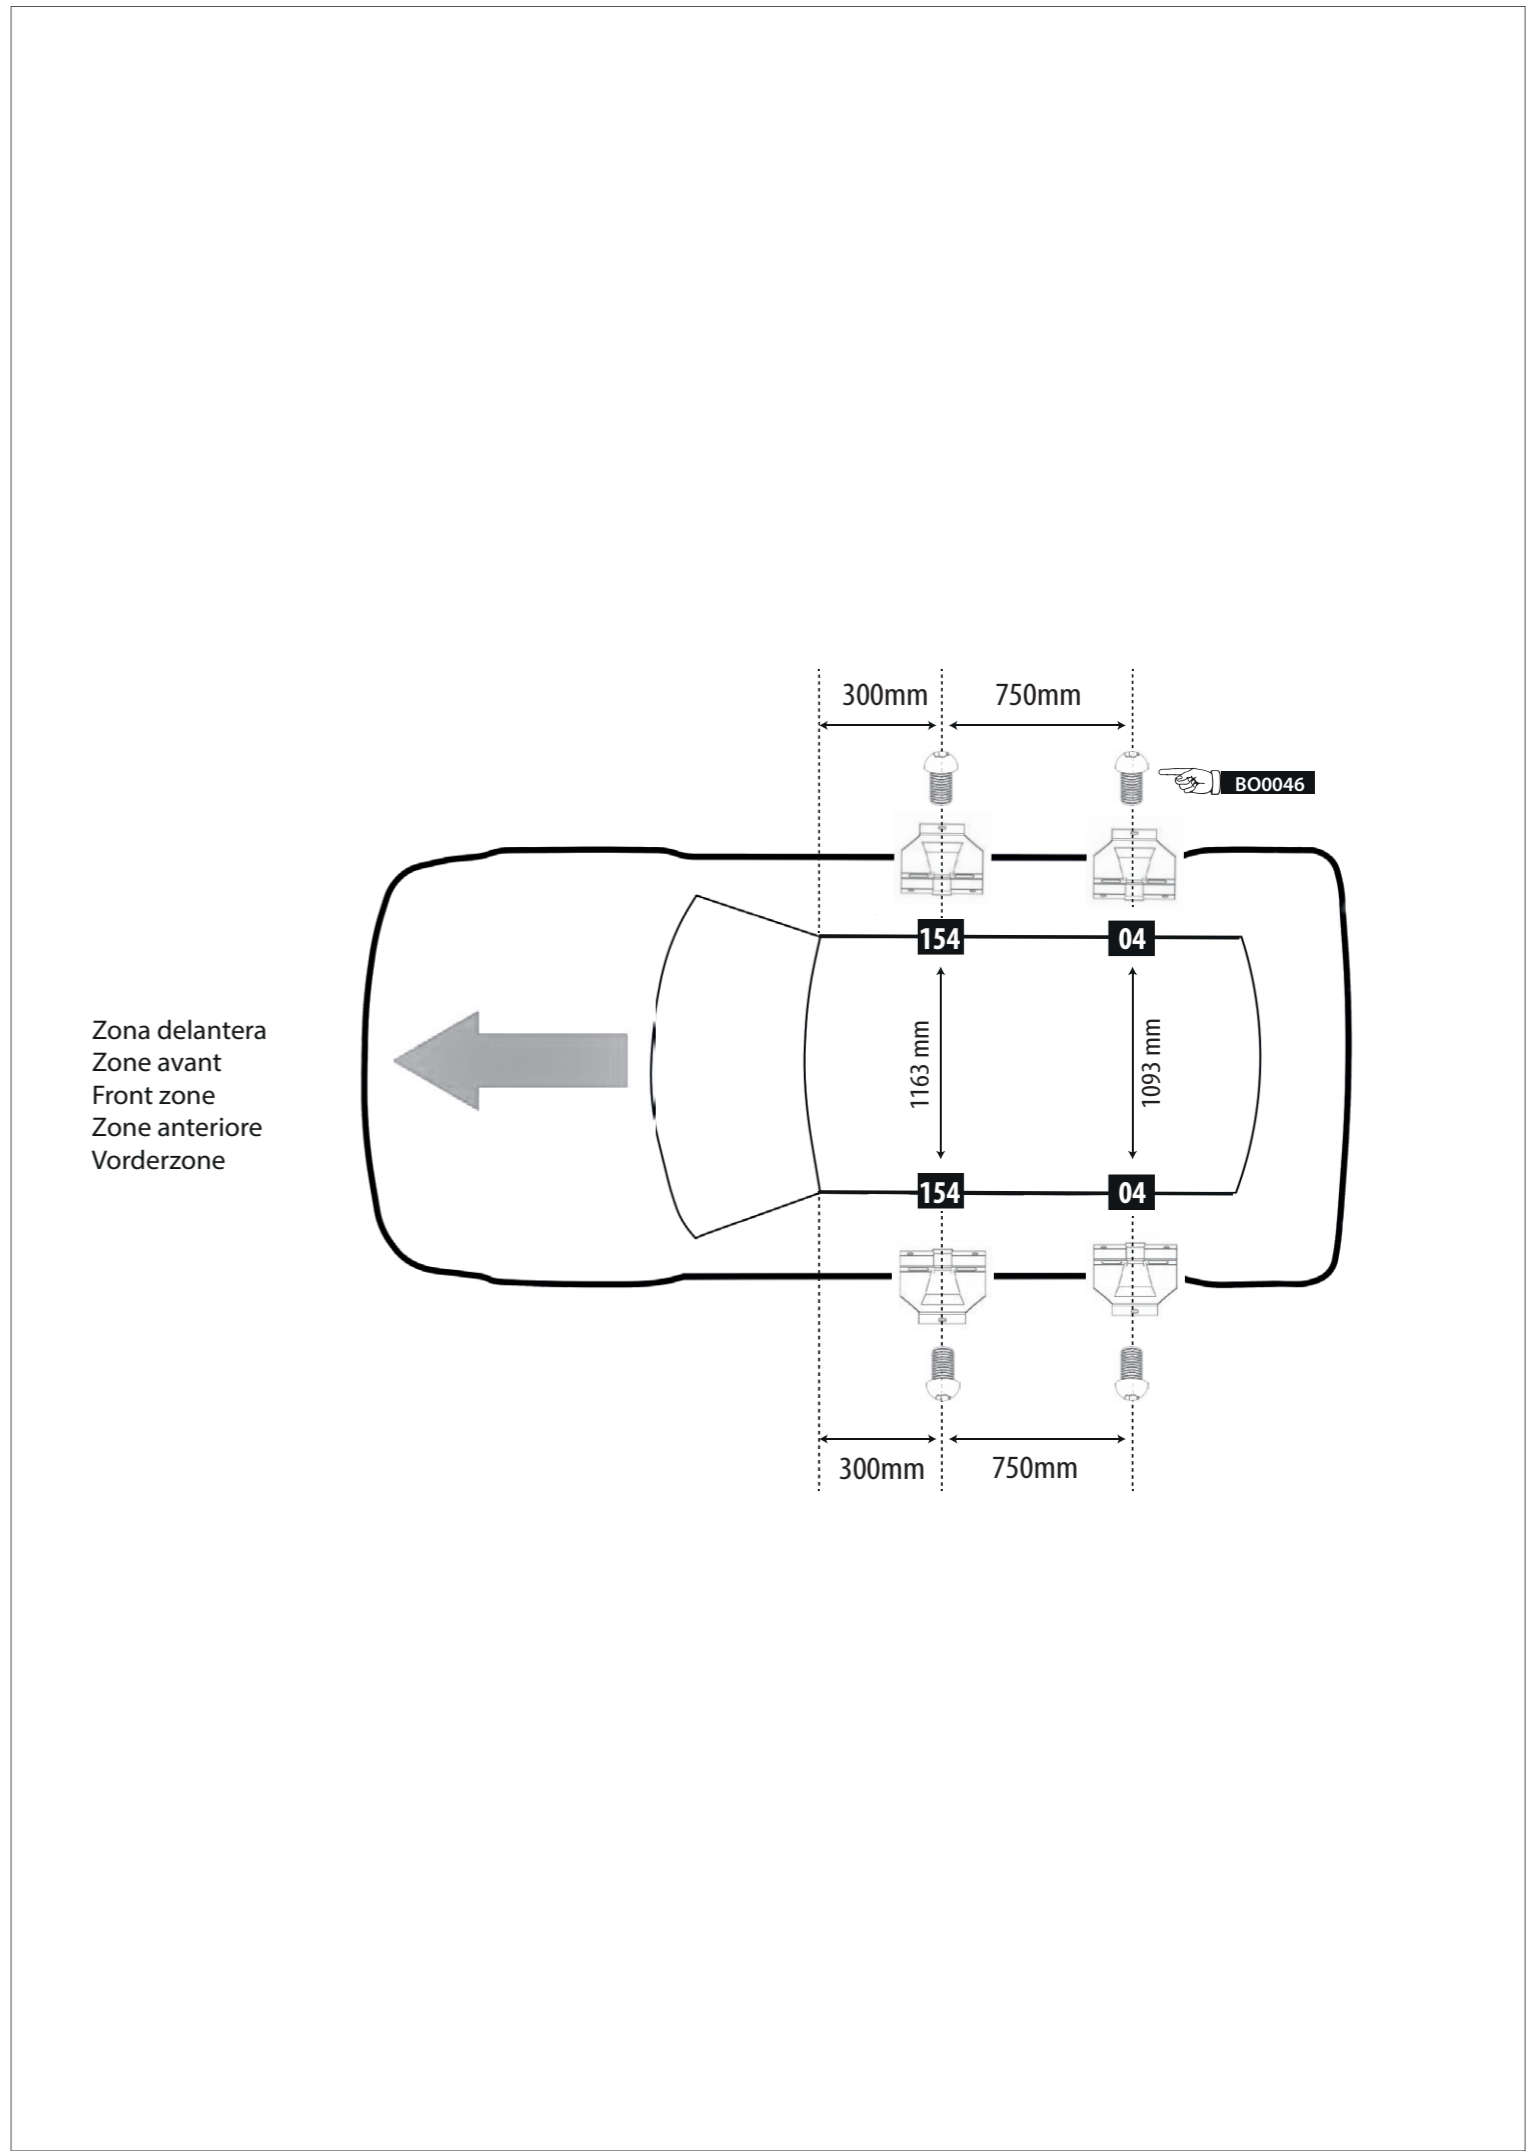 300mm
750mm
BO0046
154
04
Zona delantera
Zone avant
Front zone
Zone anteriore
Vorderzone
1163 mm
1093 mm
154
04
300mm
750mm